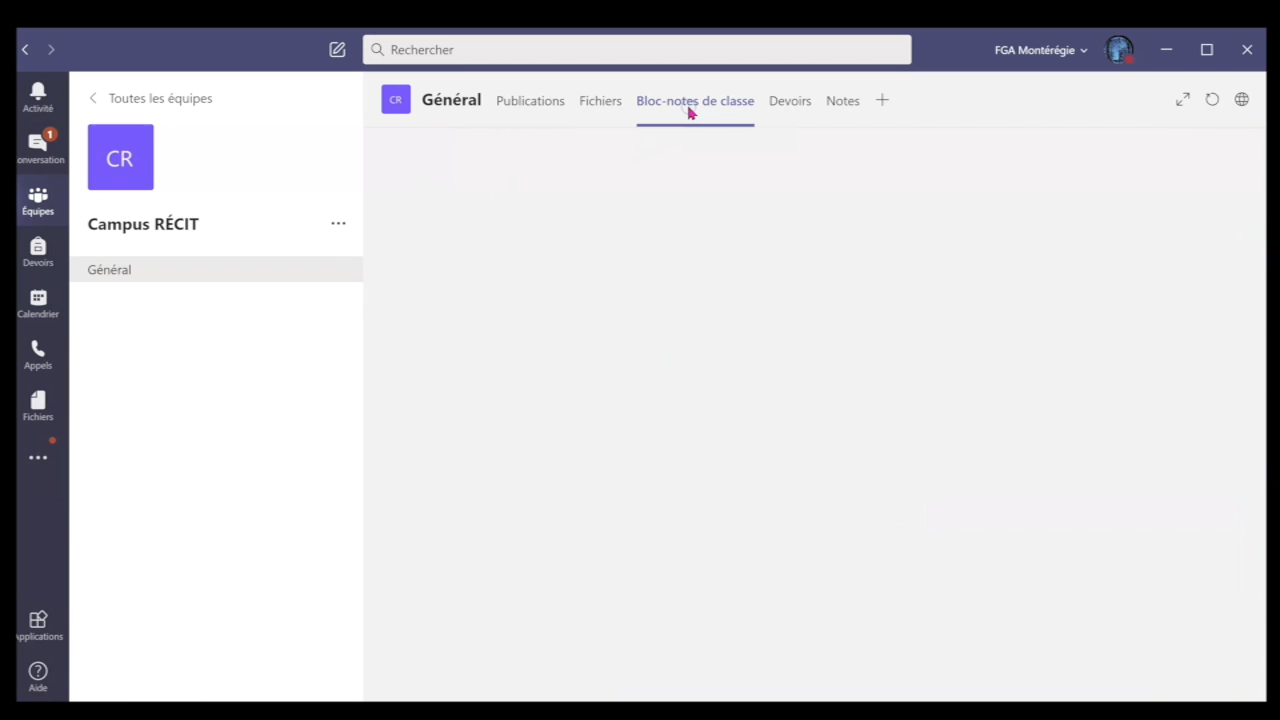 Rechercher
FGA Montérégie
Activité
1
onversation
Équipes
Devoirs
Calendrier
Appels
Fichiers
Applications
Aide
Toutes les équipes
CR
Campus RÉCIT
Général
CR
Général Publications Fichiers Bloc-notes de classe Devoirs Notes